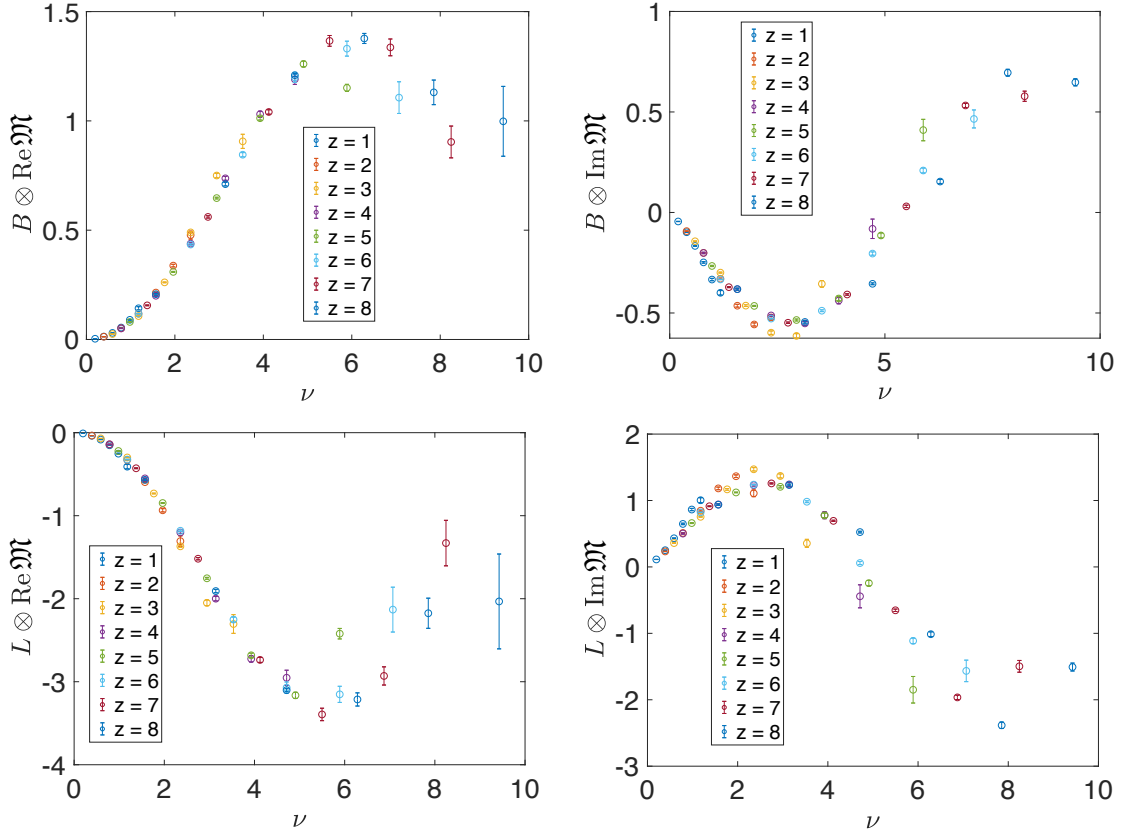 1.5
1
0.5
0
B ⊗ Re𝔐
0 2 4 6 8 10
ν
z = 1
z = 2
z = 3
z = 4
z = 5
z = 6
z = 7
z = 8
1
0.5
0
-0.5
B ⊗ Im𝔐
0 5 10
ν
z = 1
z = 2
z = 3
z = 4
z = 5
z = 6
z = 7
z = 8
0
-1
-2
-3
-4
L ⊗ Re𝔐
0 2 4 6 8 10
ν
z = 1
z = 2
z = 3
z = 4
z = 5
z = 6
z = 7
z = 8
2
1
0
-1
-2
-3
L ⊗ Im𝔐
0 2 4 6 8 10
ν
z = 1
z = 2
z = 3
z = 4
z = 5
z = 6
z = 7
z = 8